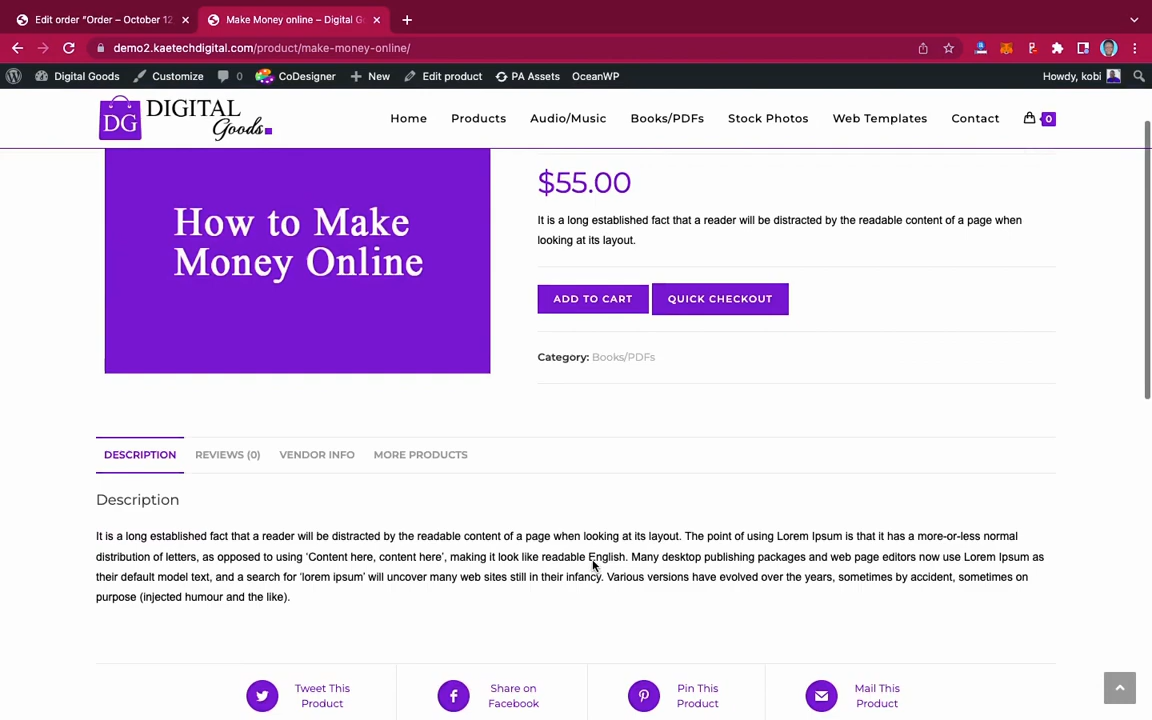 Edit order "Order – October 12
Make Money online – Digital G
demo2.kaetechdigital.com/product/make-money-online/
Digital Goods
Customize
0
CoDesigner
New
Edit product
PA Assets
OceanWP
Howdy, kobi
DG
DIGITAL
Goods
Home
Products
Audio/Music
Books/PDFs
Stock Photos
Web Templates
Contact
0
How to Make
Money Online
$55.00
It is a long established fact that a reader will be distracted by the readable content of a page when
looking at its layout.
ADD TO CART
QUICK CHECKOUT
Category: Books/PDFs
DESCRIPTION
REVIEWS (0)
VENDOR INFO
MORE PRODUCTS
Description
It is a long established fact that a reader will be distracted by the readable content of a page when looking at its layout. The point of using Lorem Ipsum is that it has a more-or-less normal
distribution of letters, as opposed to using 'Content here, content here', making it look like readable English. Many desktop publishing packages and web page editors now use Lorem Ipsum as
their default model text, and a search for 'lorem ipsum' will uncover many web sites still in their infancy. Various versions have evolved over the years, sometimes by accident, sometimes on
purpose (injected humour and the like).
Tweet This
Product
Share on
Facebook
Pin This
Product
Mail This
Product